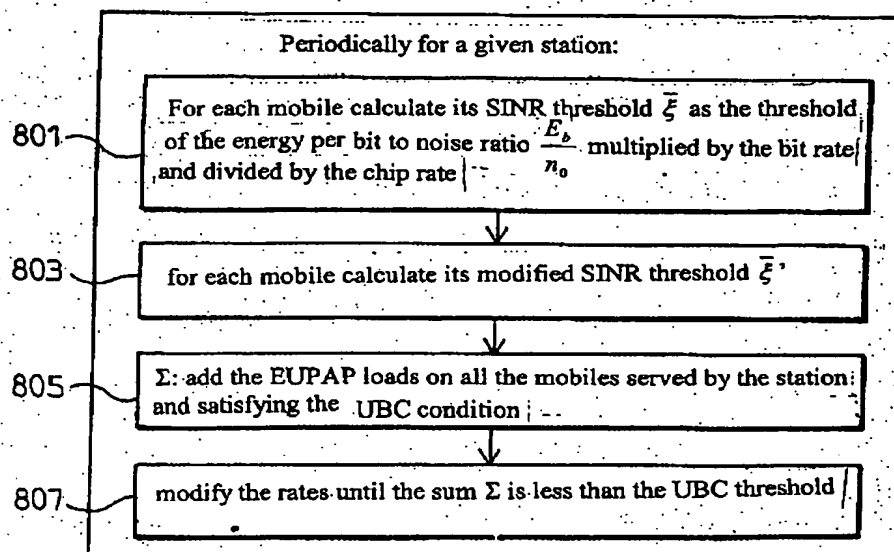 Periodically for a given station:
801
For each mobile calculate its SINR threshold ξ̄ as the threshold
of the energy per bit to noise ratio E_b/n_0 multiplied by the bit rate
and divided by the chip rate
803
for each mobile calculate its modified SINR threshold ξ̄'
805
Σ: add the EUPAP loads on all the mobiles served by the station
and satisfying the UBC condition
807
modify the rates until the sum Σ is less than the UBC threshold